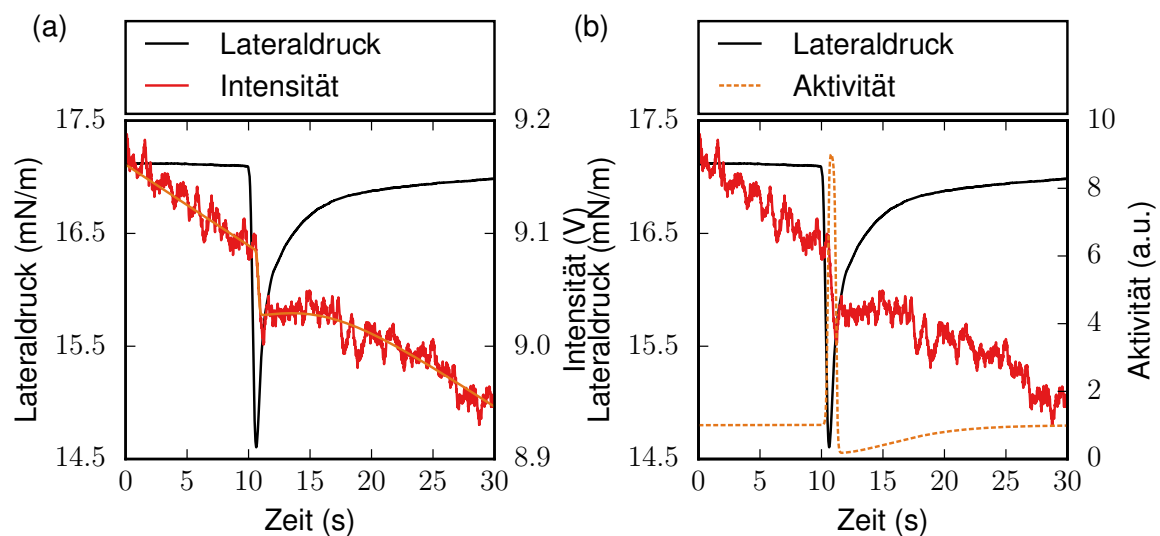 (a)
Lateraldruck
Intensität
17.5
16.5
15.5
14.5
Lateraldruck (mN/m)
9.2
9.1
9.0
8.9
Intensität (V)
0 5 10 15 20 25 30
Zeit (s)
(b)
Lateraldruck
Aktivität
17.5
16.5
15.5
14.5
Lateraldruck (mN/m)
10
8
6
4
2
0
Aktivität (a.u.)
0 5 10 15 20 25 30
Zeit (s)